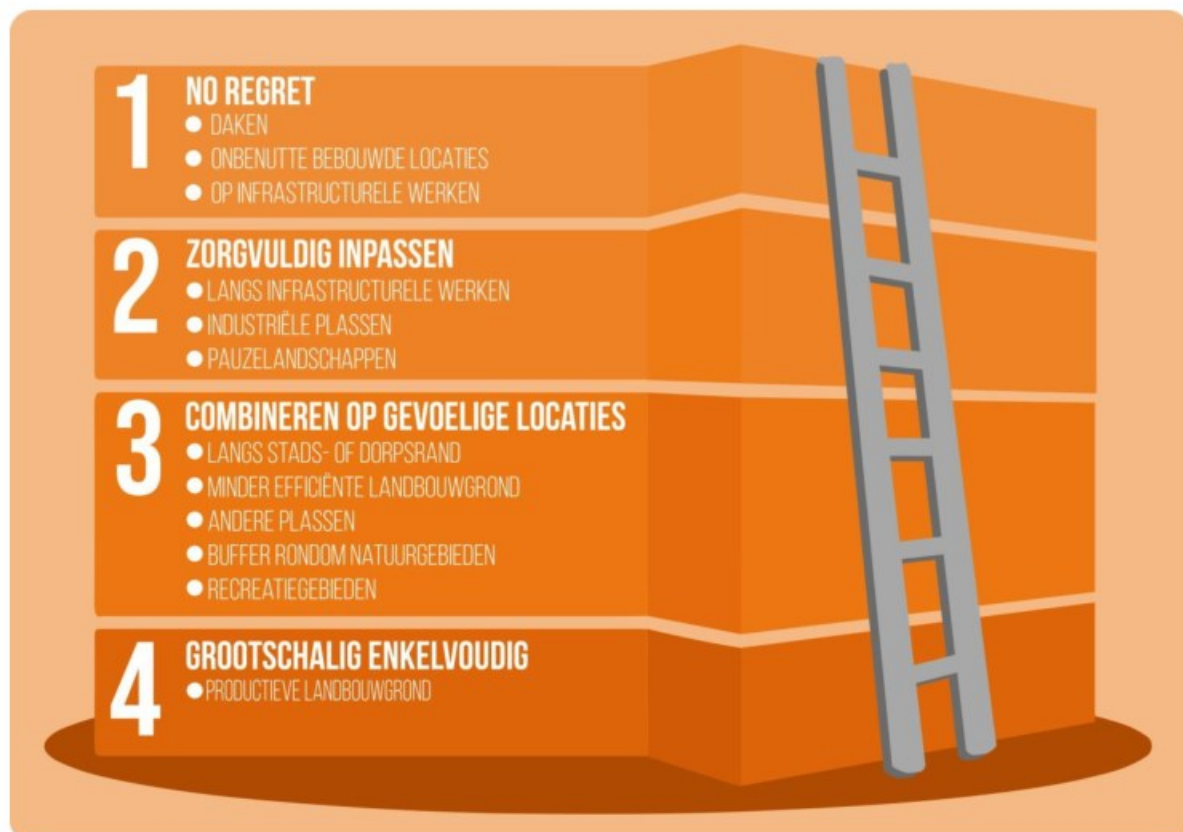 1
NO REGRET
● DAKEN
● ONBENUTTE BEBOUWDE LOCATIES
● OP INFRASTRUCTURELE WERKEN
2
ZORGVULDIG INPASSEN
● LANGS INFRASTRUCTURELE WERKEN
● INDUSTRIËLE PLASSEN
● PAUZELANDSCHAPPEN
3
COMBINEREN OP GEVOELIGE LOCATIES
● LANGS STADS- OF DORPSRAND
● MINDER EFFICIËNTE LANDBOUWGROND
● ANDERE PLASSEN
● BUFFER RONDOM NATUURGEBIEDEN
● RECREATIEGEBIEDEN
4
GROOTSCHALIG ENKELVOUDIG
● PRODUCTIEVE LANDBOUWGROND